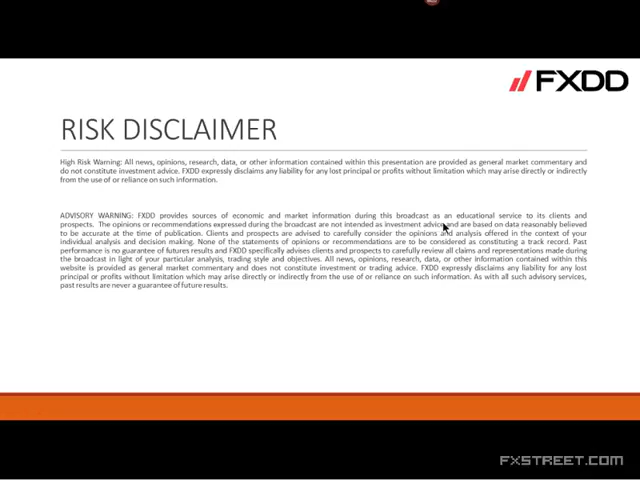 FXDD
RISK DISCLAIMER
High Risk Warning: All news, opinions, research, data, or other information contained within this presentation are provided as general market commentary and
do not constitute investment advice. FXDD expressly disclaims any liability for any lost principal or profits without limitation which may arise directly or indirectly
from the use of or reliance on such information.
ADVISORY WARNING: FXDD provides sources of economic and market information during this broadcast as an educational service to its clients and
prospects. The opinions or recommendations expressed during the broadcast are not intended as investment advice and are based on data reasonably believed
to be accurate at the time of publication. Clients and prospects are advised to carefully consider the opinions and analysis offered in the context of your
individual analysis and decision making. None of the statements of opinions or recommendations are to be considered as constituting a track record. Past
performance is no guarantee of futures results and FXDD specifically advises clients and prospects to carefully review all claims and representations made during
the broadcast in light of your particular analysis, trading style and objectives. All news, opinions, research, data, or other information contained within this
website is provided as general market commentary and does not constitute investment or trading advice. FXDD expressly disclaims any liability for any lost
principal or profits without limitation which may arise directly or indirectly from the use of or reliance on such information. As with all such advisory services,
past results are never a guarantee of future results.
FXSTREET.COM